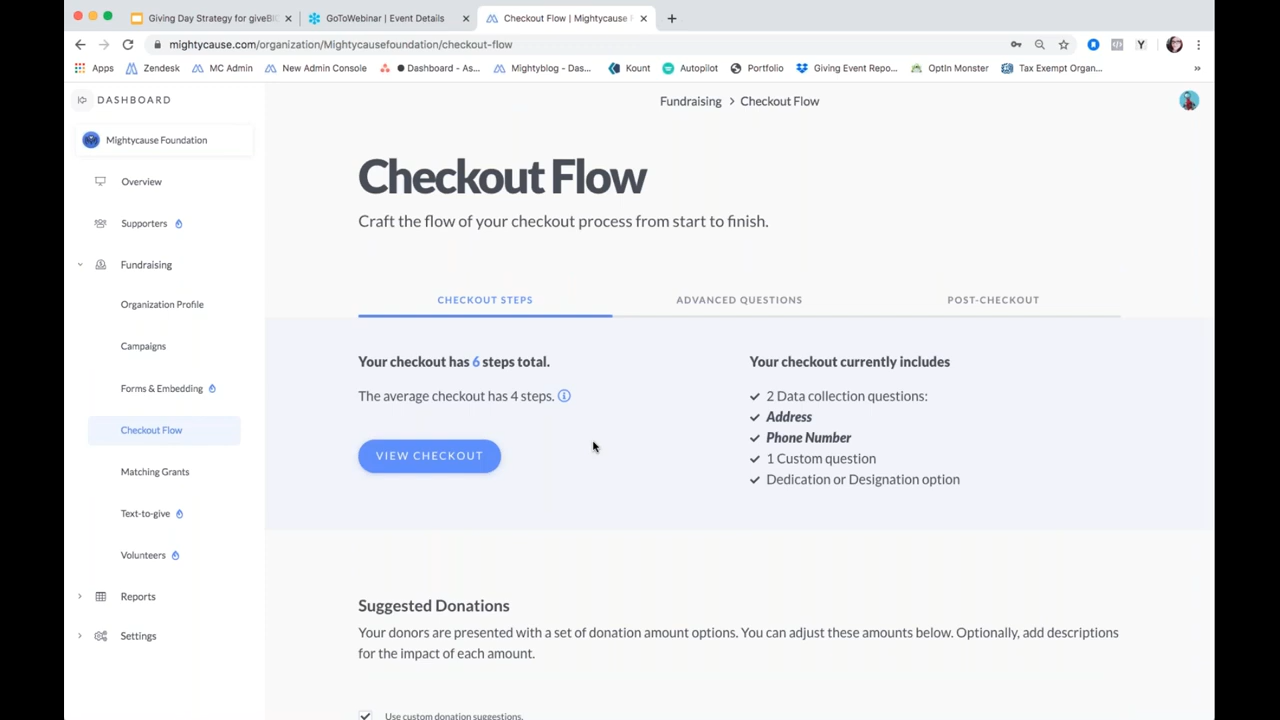 Giving Day Strategy for giveBI
GoToWebinar | Event Details
Checkout Flow | Mightycause F
mightycause.com/organization/Mightycausefoundation/checkout-flow
Apps
Zendesk
MC Admin
New Admin Console
Dashboard - As...
Mightyblog - Das...
Kount
Autopilot
Portfolio
Giving Event Repo...
OptIn Monster
Tax Exempt Organ...
»
DASHBOARD
Fundraising > Checkout Flow
Mightycause Foundation
Overview
Supporters
Fundraising
Organization Profile
Campaigns
Forms & Embedding
Checkout Flow
Matching Grants
Text-to-give
Volunteers
Reports
Settings
Checkout Flow
Craft the flow of your checkout process from start to finish.
CHECKOUT STEPS
ADVANCED QUESTIONS
POST-CHECKOUT
Your checkout has 6 steps total.
The average checkout has 4 steps.
VIEW CHECKOUT
Your checkout currently includes
2 Data collection questions:
Address
Phone Number
1 Custom question
Dedication or Designation option
Suggested Donations
Your donors are presented with a set of donation amount options. You can adjust these amounts below. Optionally, add descriptions
for the impact of each amount.
Use custom donation suggestions.